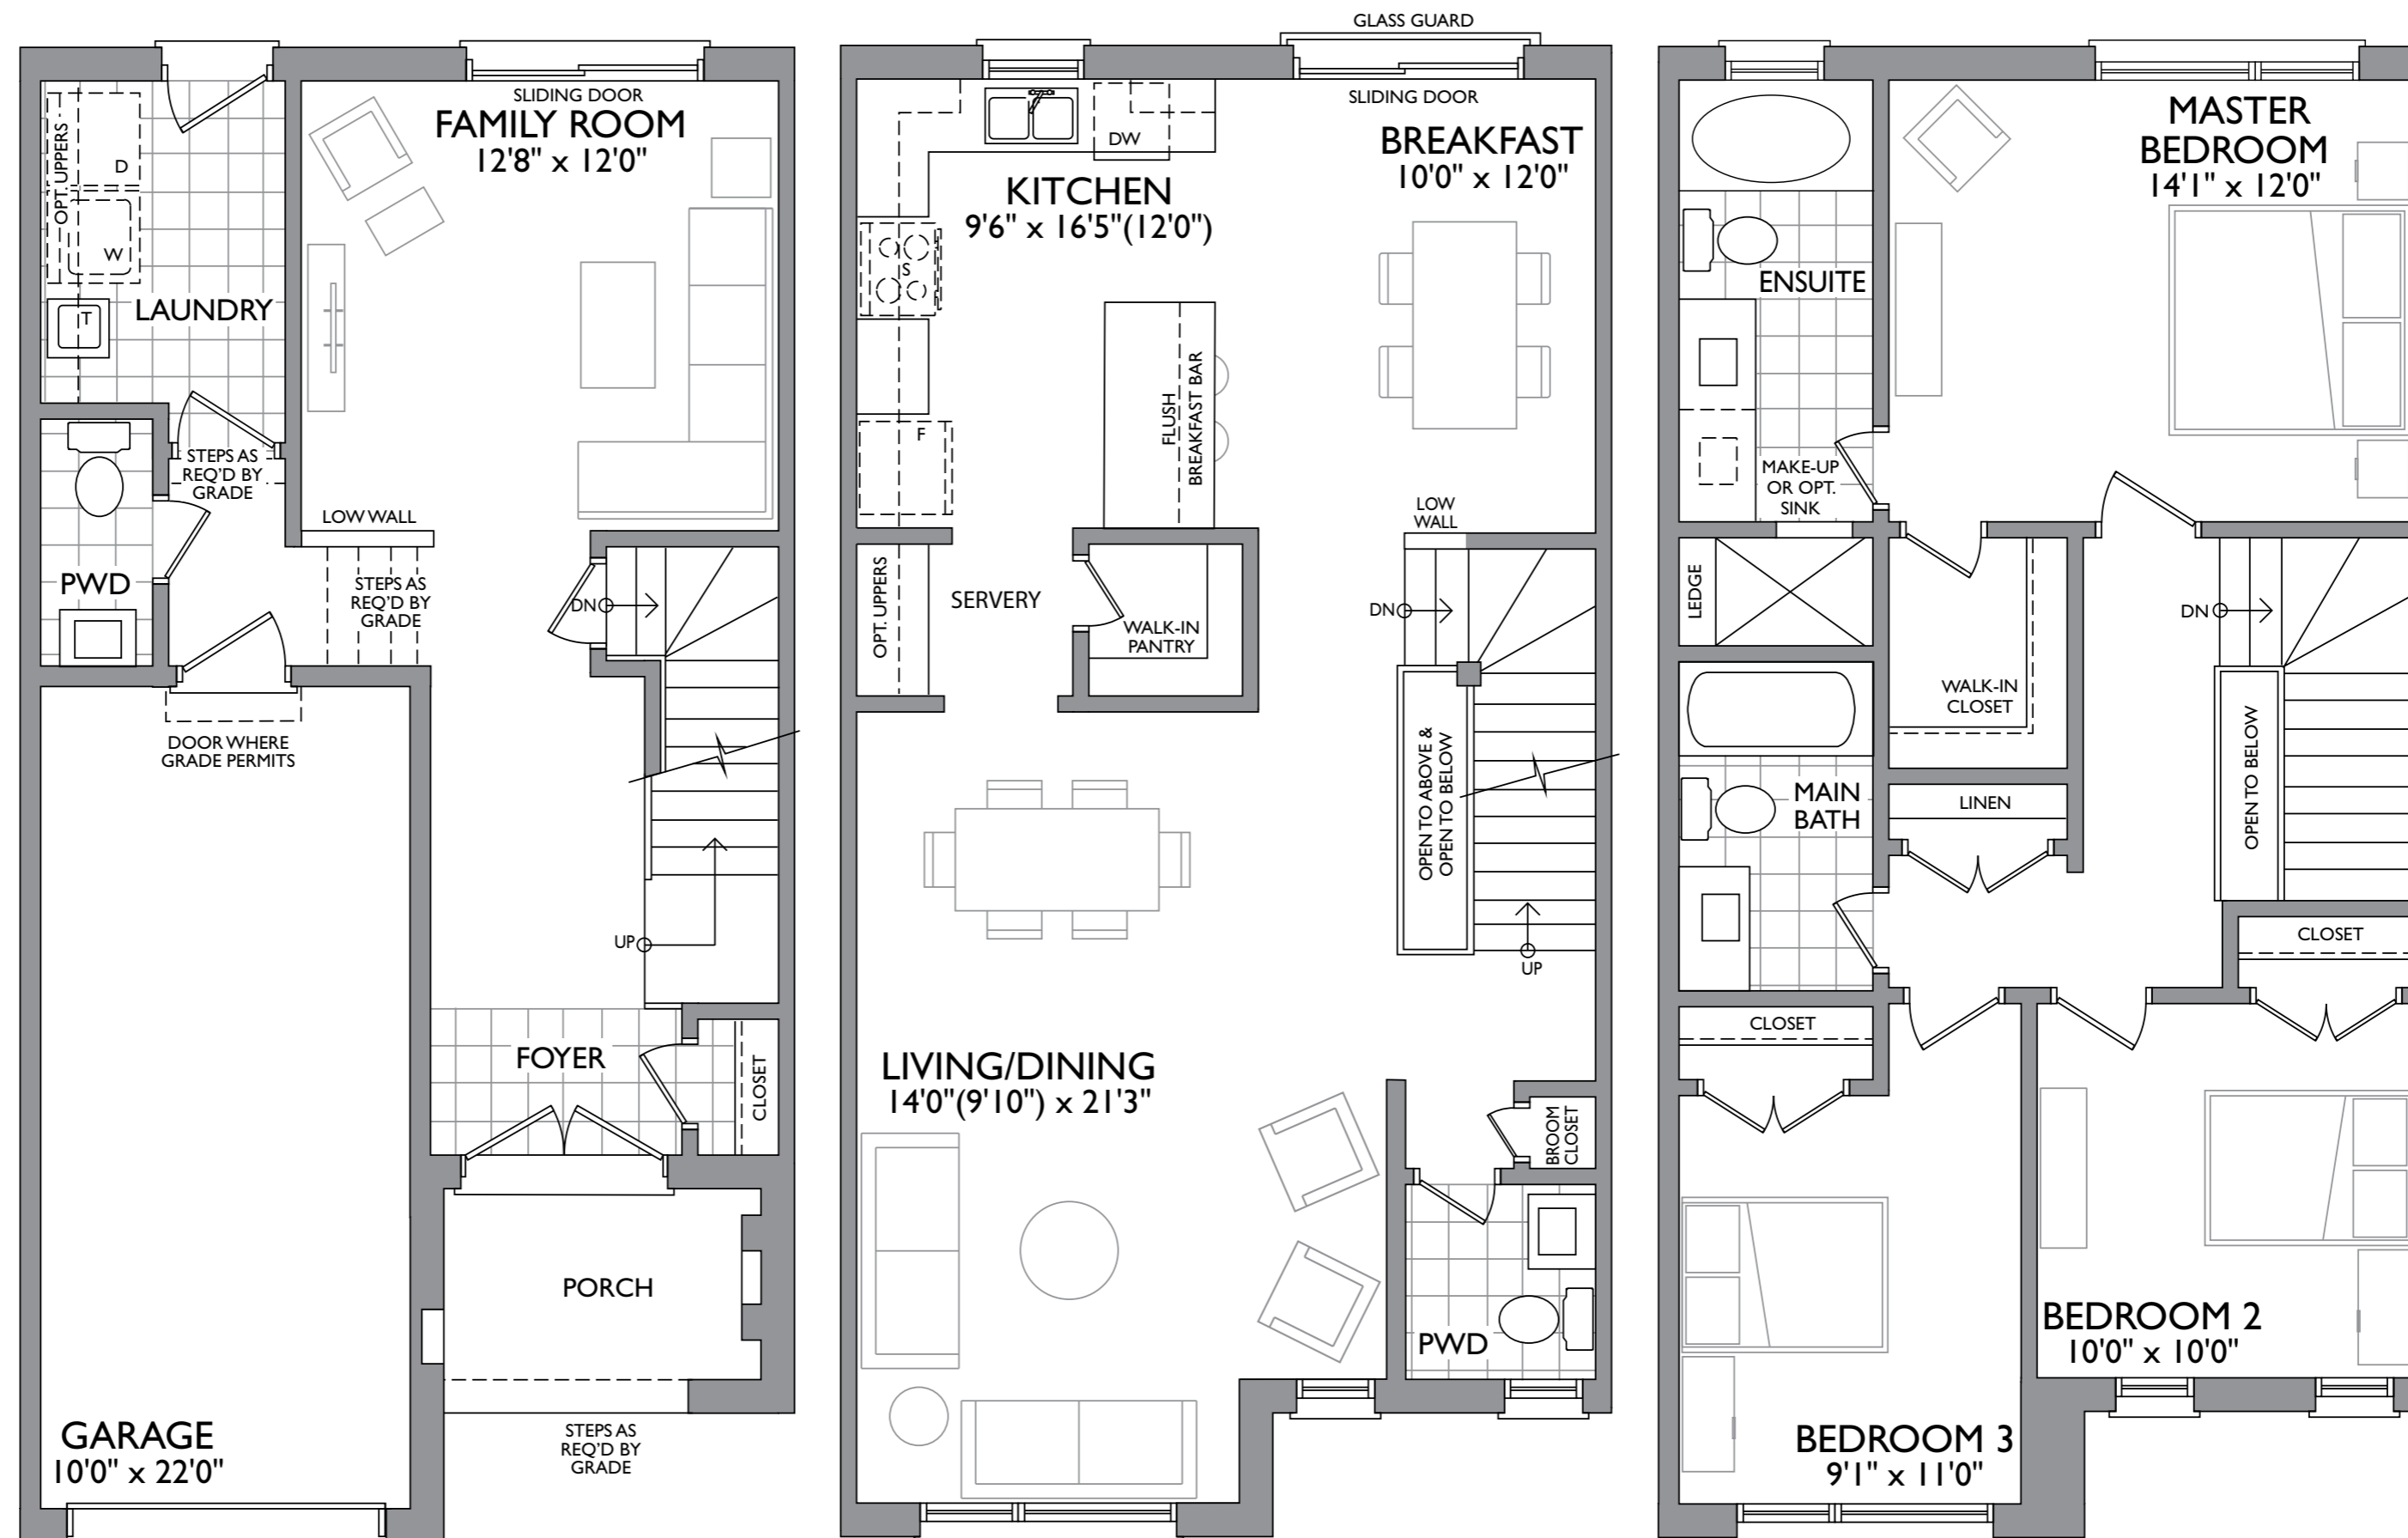 SLIDING DOOR
FAMILY ROOM
12'8" x 12'0"
OPT. UPPERS
D
W
T
LAUNDRY
STEPS AS
REQ'D BY
GRADE
LOW WALL
PWD
STEPS AS
REQ'D BY
GRADE
DN
DOOR WHERE
GRADE PERMITS
UP
FOYER
CLOSET
PORCH
GARAGE
10'0" x 22'0"
STEPS AS
REQ'D BY
GRADE
GLASS GUARD
SLIDING DOOR
DW
BREAKFAST
10'0" x 12'0"
KITCHEN
9'6" x 16'5"(12'0")
S
F
FLUSH
BREAKFAST BAR
LOW
WALL
OPT. UPPERS
SERVERY
WALK-IN
PANTRY
DN
OPEN TO ABOVE &
OPEN TO BELOW
UP
LIVING/DINING
14'0"(9'10") x 21'3"
BROOM
CLOSET
PWD
MASTER
BEDROOM
14'1" x 12'0"
ENSUITE
MAKE-UP
OR OPT.
SINK
LEDGE
WALK-IN
CLOSET
DN
OPEN TO BELOW
MAIN
BATH
LINEN
CLOSET
CLOSET
BEDROOM 2
10'0" x 10'0"
BEDROOM 3
9'1" x 11'0"